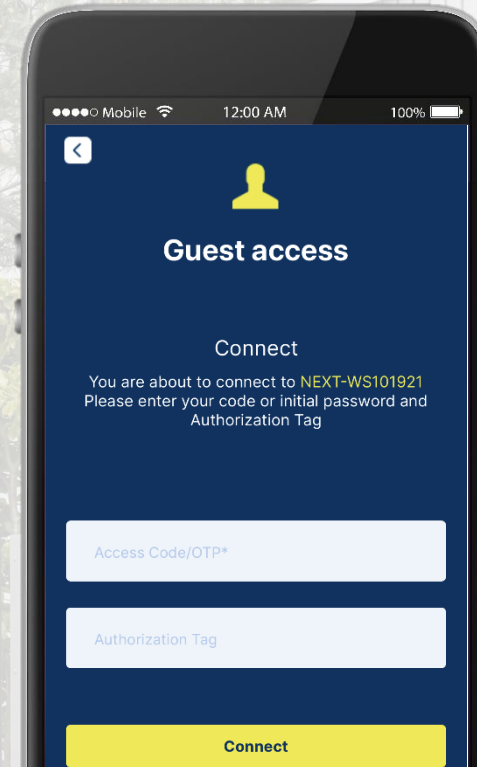 Mobile 12:00 AM 100%
Guest access
Connect
You are about to connect to NEXT-WS101921
Please enter your code or initial password and
Authorization Tag
Access Code/OTP*
Authorization Tag
Connect